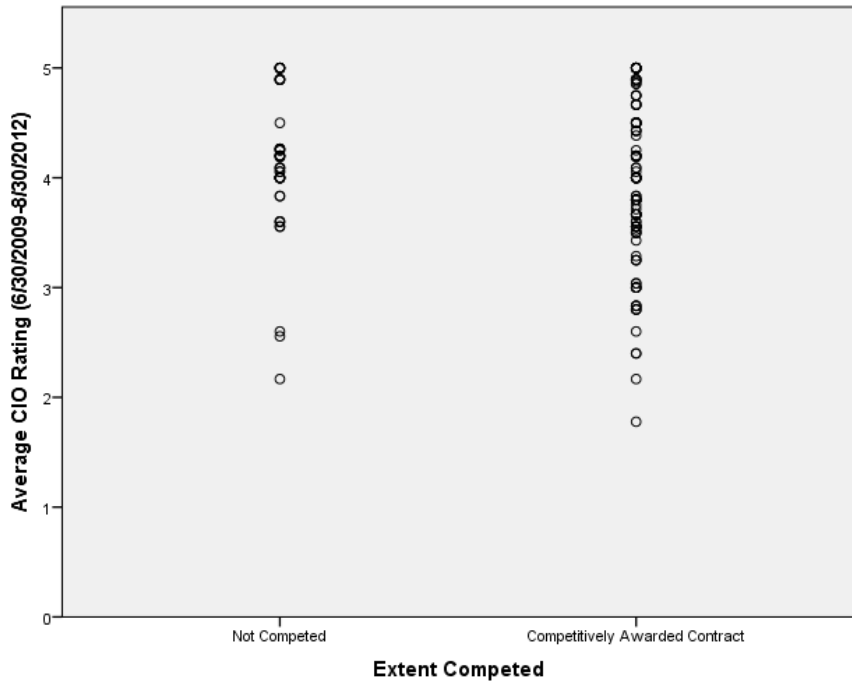 Average CIO Rating (6/30/2009-8/30/2012)
5
4
3
2
1
0
Not Competed
Competitively Awarded Contract
Extent Competed